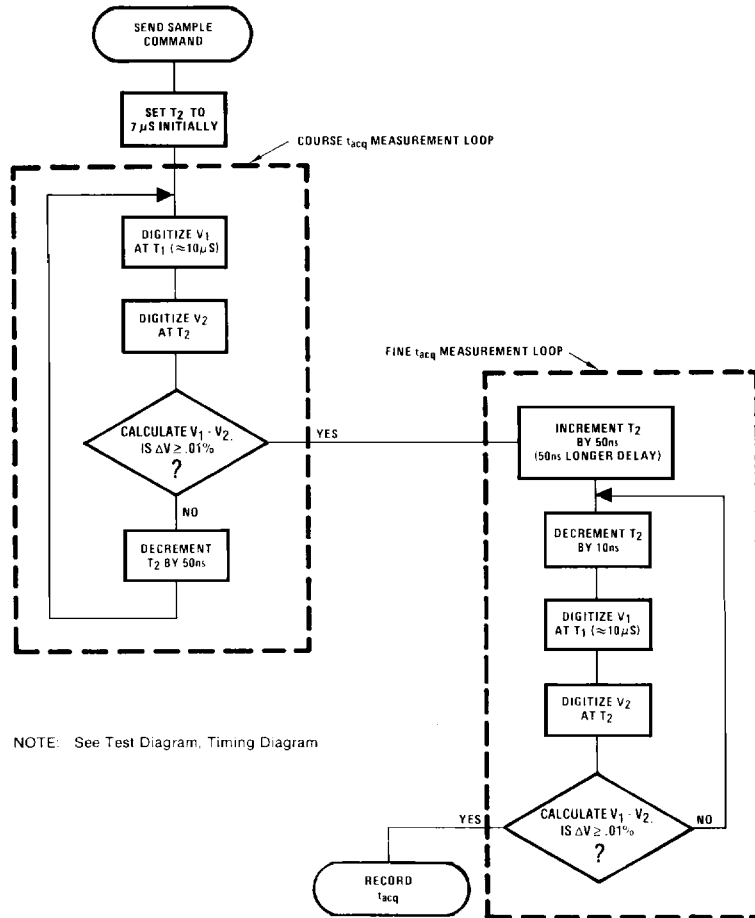 SEND SAMPLE
COMMAND
SET T2 TO
7 µS INITIALLY
COURSE tacq MEASUREMENT LOOP
DIGITIZE V1
AT T1 (≈10µS)
DIGITIZE V2
AT T2
CALCULATE V1 - V2.
IS ΔV ≥ .01%
?
YES
NO
DECREMENT
T2 BY 50ns
FINE tacq MEASUREMENT LOOP
INCREMENT T2
BY 50ns
(50ns LONGER DELAY)
DECREMENT T2
BY 10ns
DIGITIZE V1
AT T1 (≈10µS)
DIGITIZE V2
AT T2
CALCULATE V1 - V2.
IS ΔV ≥ .01%
?
NO
YES
RECORD
tacq
NOTE: See Test Diagram, Timing Diagram